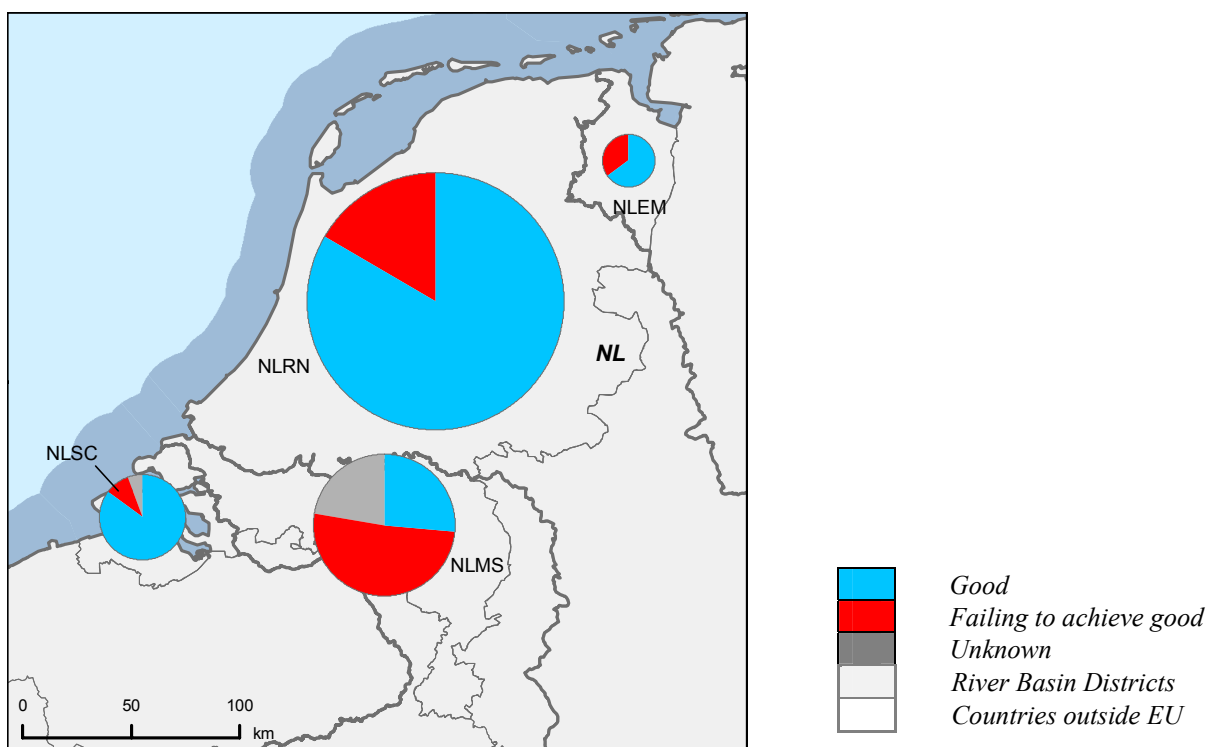 NLEM
NLRN
NL
NLSC
NLMS
0 50 100
km
Good
Failing to achieve good
Unknown
River Basin Districts
Countries outside EU